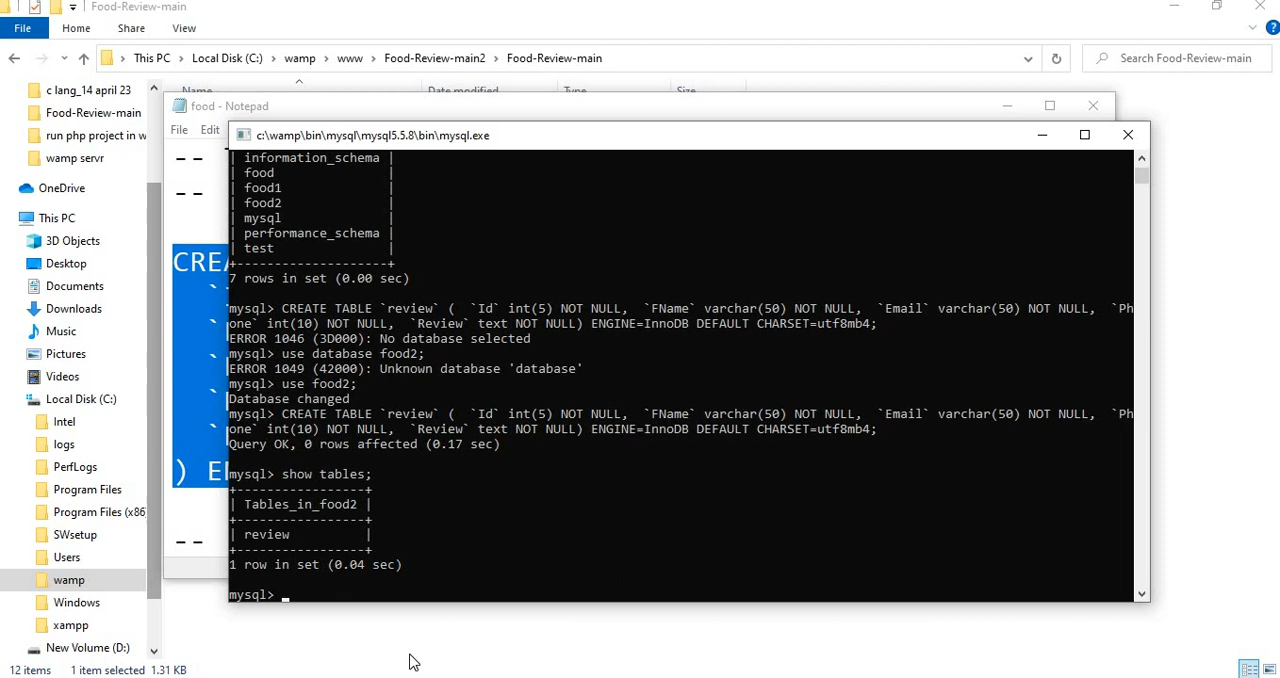 Food-Review-main
File Home Share View
This PC Local Disk (C:) wamp www Food-Review-main2 Food-Review-main
Search Food-Review-main
Name Date modified Type Size
c lang_14 april 23
Food-Review-main
run php project in w
wamp servr
OneDrive
This PC
3D Objects
Desktop
Documents
Downloads
Music
Pictures
Videos
Local Disk (C:)
Intel
logs
PerfLogs
Program Files
Program Files (x86
SWsetup
Users
wamp
Windows
xampp
New Volume (D:)
12 items 1 item selected 1.31 KB
food - Notepad
File Edit
--
--
CREA
`
`
`
`
`
) E
--
c:\wamp\bin\mysql\mysql5.5.8\bin\mysql.exe
| information_schema |
| food |
| food1 |
| food2 |
| mysql |
| performance_schema |
| test |
+--------------------+
7 rows in set (0.00 sec)
mysql> CREATE TABLE `review` (  `Id` int(5) NOT NULL,  `FName` varchar(50) NOT NULL,  `Email` varchar(50) NOT NULL,  `Ph
one` int(10) NOT NULL,  `Review` text NOT NULL) ENGINE=InnoDB DEFAULT CHARSET=utf8mb4;
ERROR 1046 (3D000): No database selected
mysql> use database food2;
ERROR 1049 (42000): Unknown database 'database'
mysql> use food2;
Database changed
mysql> CREATE TABLE `review` (  `Id` int(5) NOT NULL,  `FName` varchar(50) NOT NULL,  `Email` varchar(50) NOT NULL,  `Ph
one` int(10) NOT NULL,  `Review` text NOT NULL) ENGINE=InnoDB DEFAULT CHARSET=utf8mb4;
Query OK, 0 rows affected (0.17 sec)
mysql> show tables;
+-----------------+
| Tables_in_food2 |
+-----------------+
| review |
+-----------------+
1 row in set (0.04 sec)
mysql> _